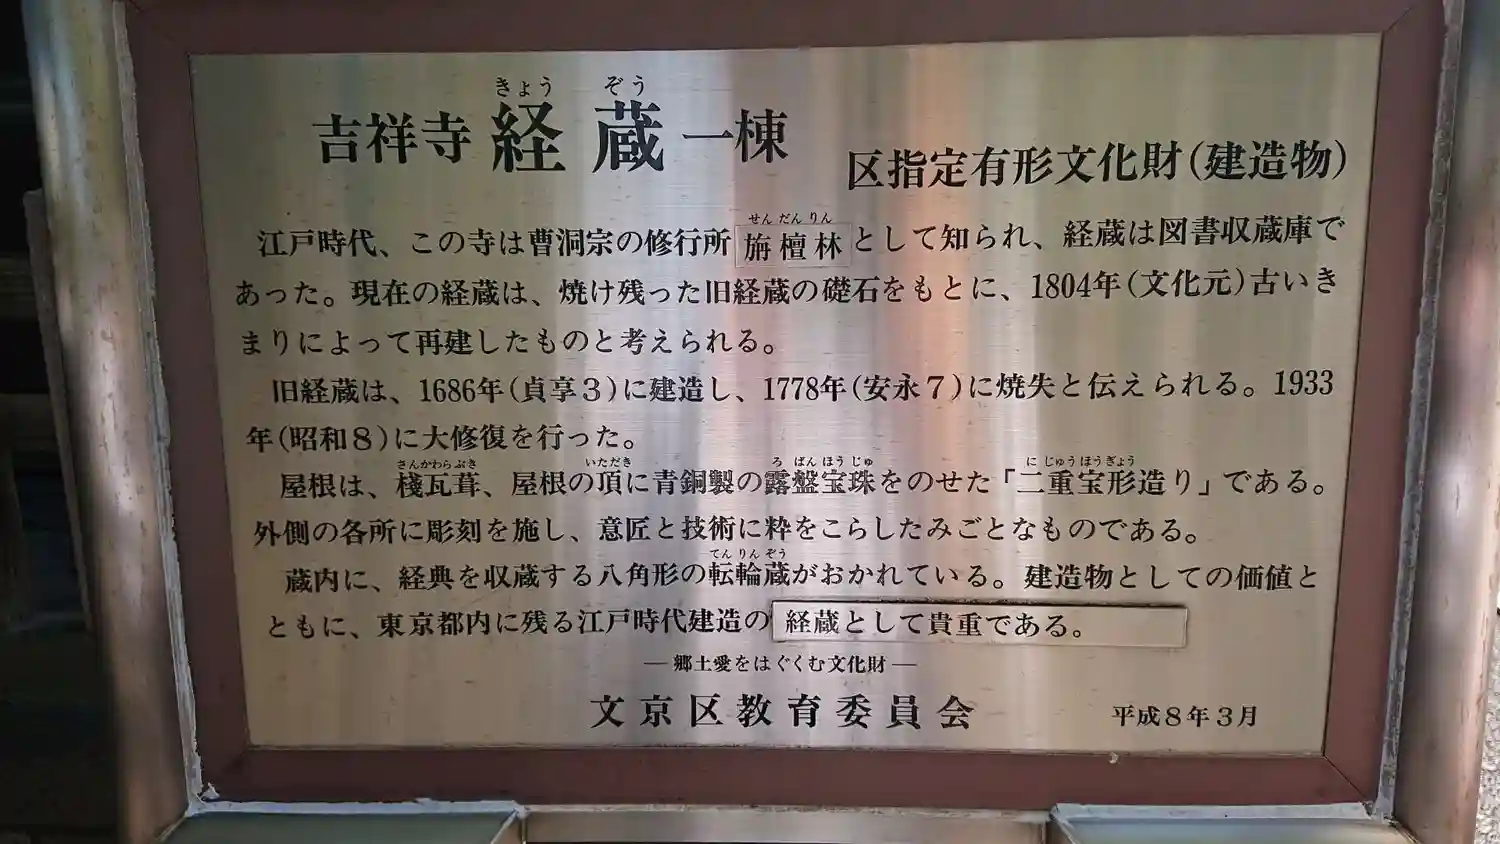 きょう ぞう
吉祥寺 経蔵 一棟
区指定有形文化財(建造物)
せんだんりん
江戸時代、この寺は曹洞宗の修行所旃檀林として知られ、経蔵は図書収蔵庫で
あった。現在の経蔵は、焼け残った旧経蔵の礎石をもとに、1804年(文化元)古いき
まりによって再建したものと考えられる。
旧経蔵は、1686年(貞享3)に建造し、1778年(安永7)に焼失と伝えられる。1933
年(昭和8)に大修復を行った。
さんかわらぶき いただき ろばんほうじゅ にじゅうほうぎょう
屋根は、棧瓦葺、屋根の頂に青銅製の露盤宝珠をのせた「二重宝形造り」である。
外側の各所に彫刻を施し、意匠と技術に粋をこらしたみごとなものである。
てんりんぞう
蔵内に、経典を収蔵する八角形の転輪蔵がおかれている。建造物としての価値と
ともに、東京都内に残る江戸時代建造の経蔵として貴重である。
―郷土愛をはぐくむ文化財―
文京区教育委員会
平成8年3月